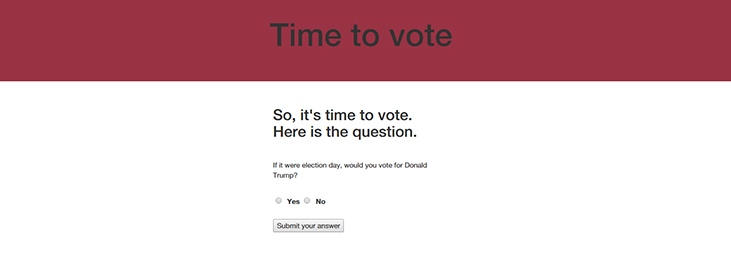 Time to vote
So, it's time to vote.
Here is the question.
If it were election day, would you vote for Donald
Trump?
Yes No
Submit your answer